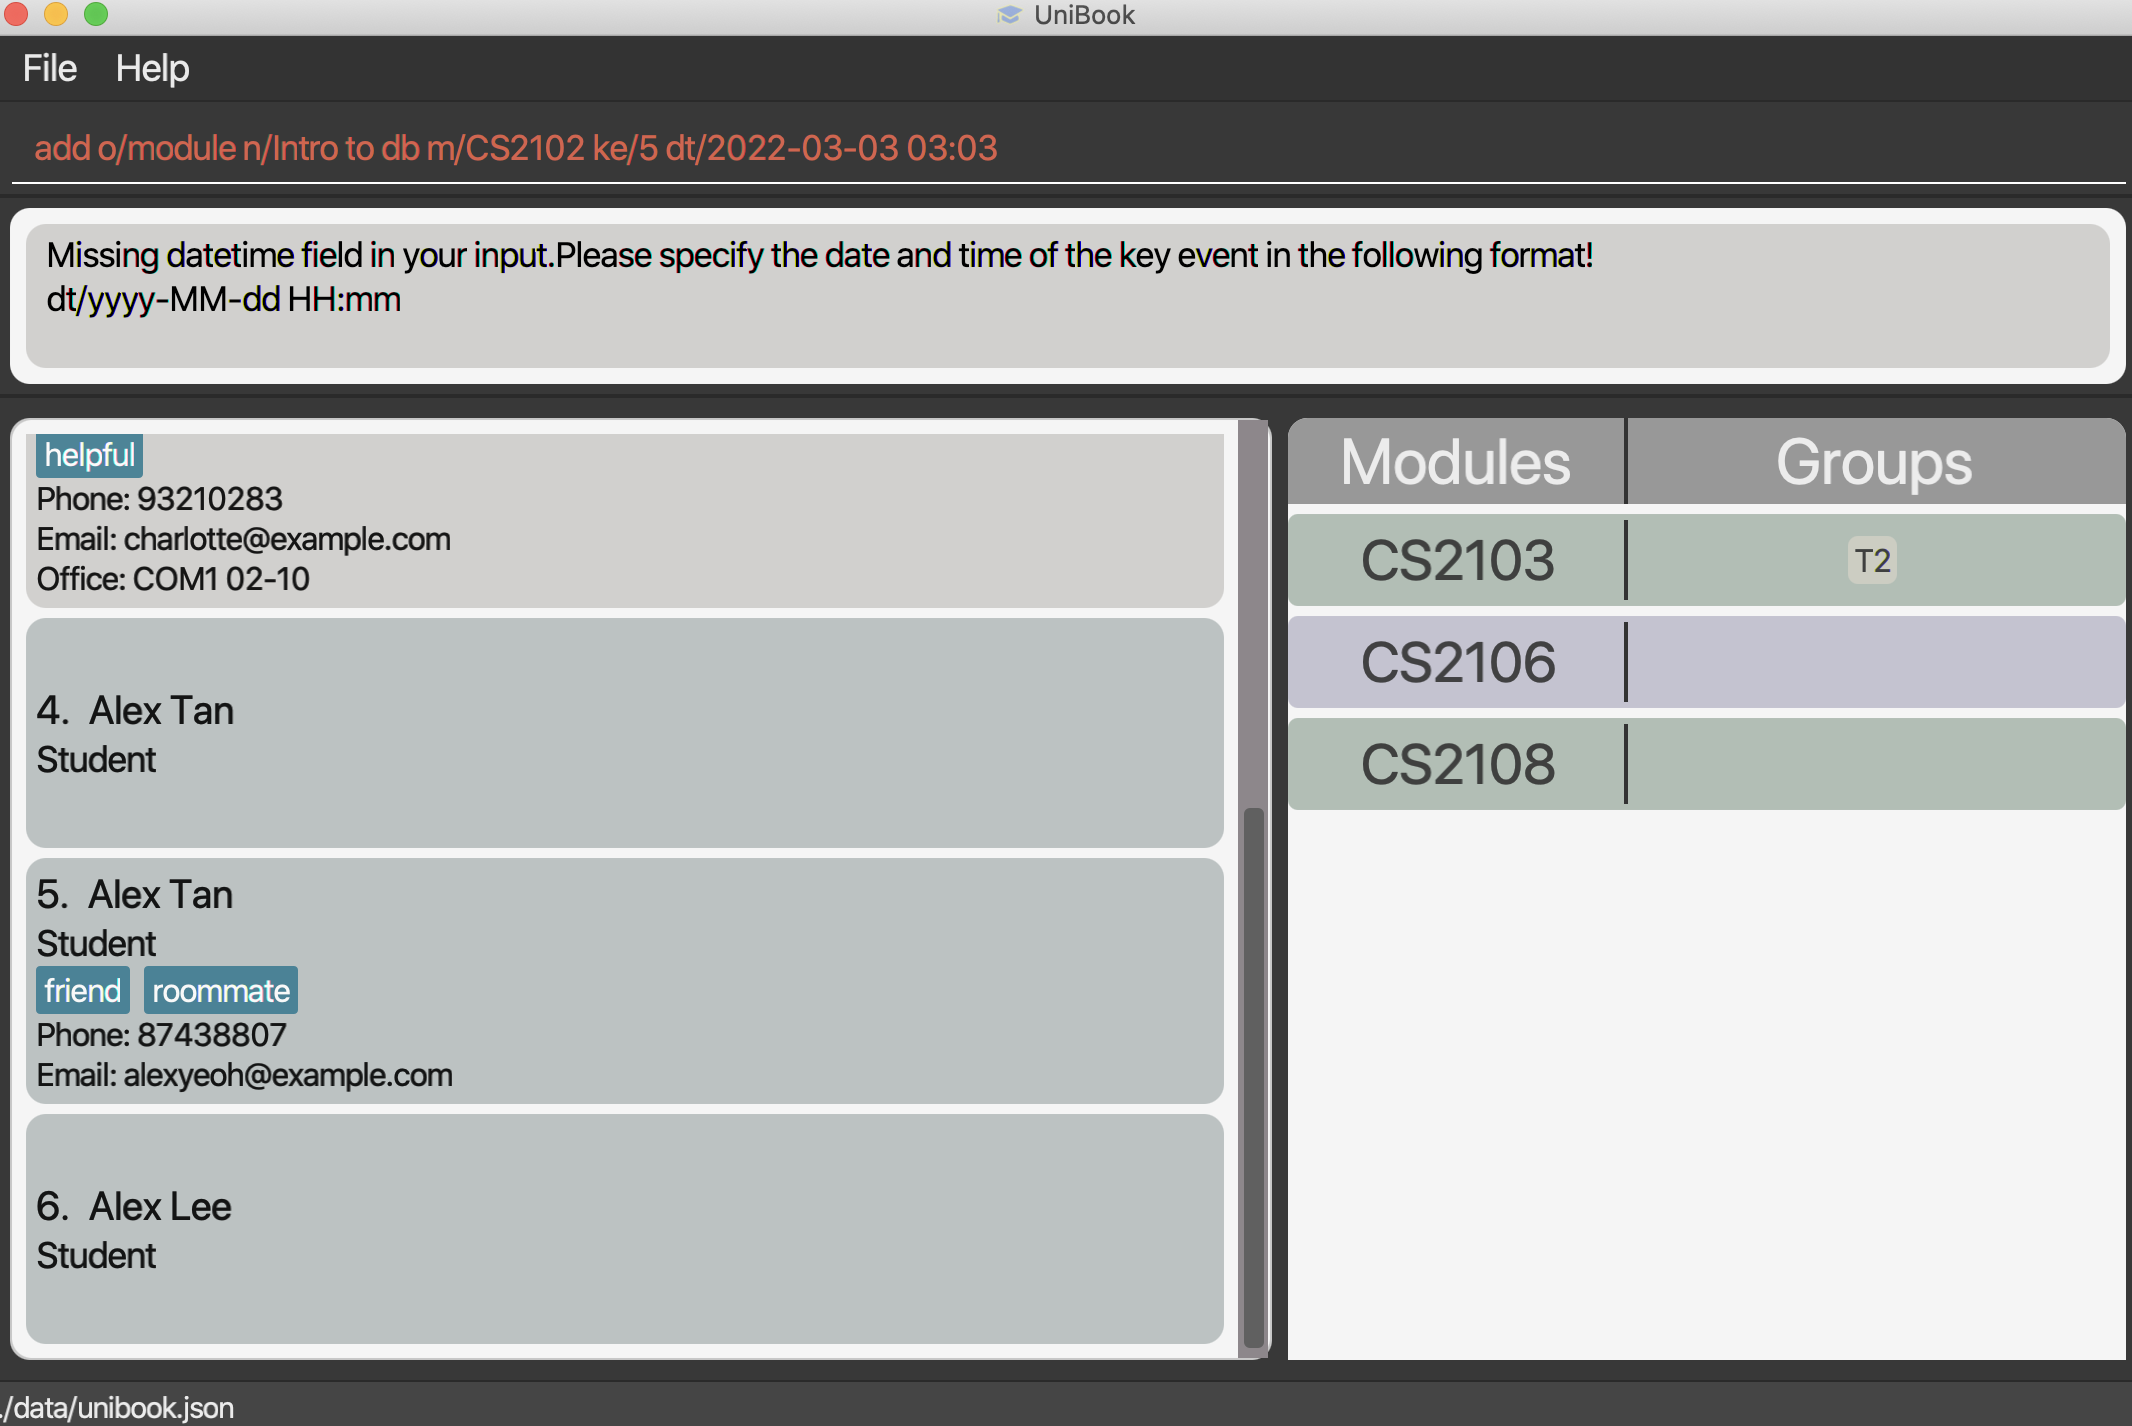 UniBook
File Help
add o/module n/Intro to db m/CS2102 ke/5 dt/2022-03-03 03:03
Missing datetime field in your input.Please specify the date and time of the key event in the following format!
dt/yyyy-MM-dd HH:mm
helpful
Phone: 93210283
Email: charlotte@example.com
Office: COM1 02-10
4. Alex Tan
Student
5. Alex Tan
Student
friend roommate
Phone: 87438807
Email: alexyeoh@example.com
6. Alex Lee
Student
Modules Groups
CS2103 T2
CS2106
CS2108
./data/unibook.json